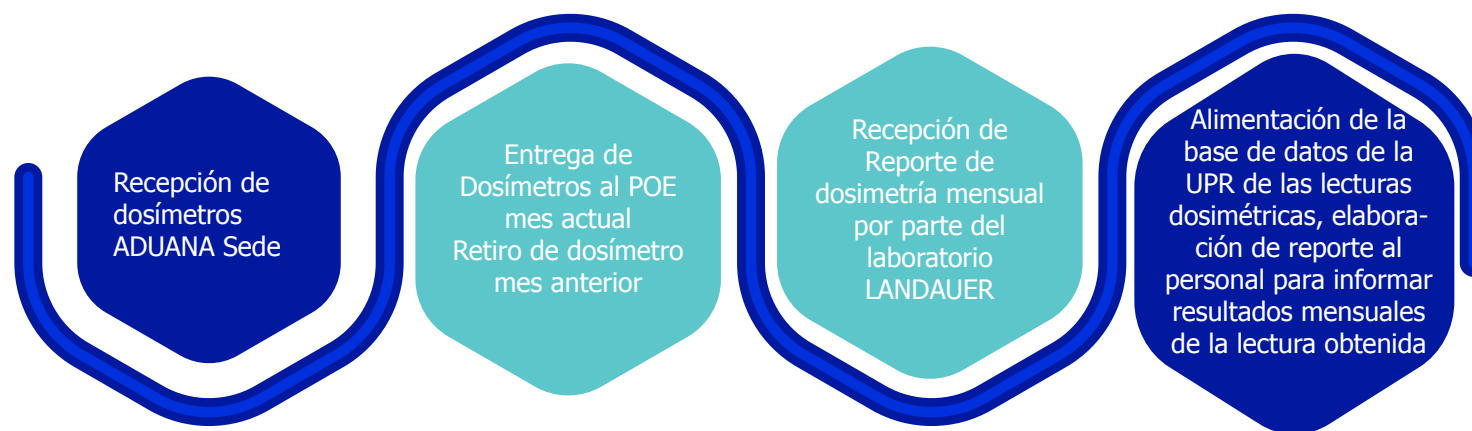 Recepción de
dosímetros
ADUANA Sede
Entrega de
Dosímetros al POE
mes actual
Retiro de dosímetro
mes anterior
Recepción de
Reporte de
dosimetría mensual
por parte del
laboratorio
LANDAUER
Alimentación de la
base de datos de la
UPR de las lecturas
dosimétricas, elabora-
ción de reporte al
personal para informar
resultados mensuales
de la lectura obtenida